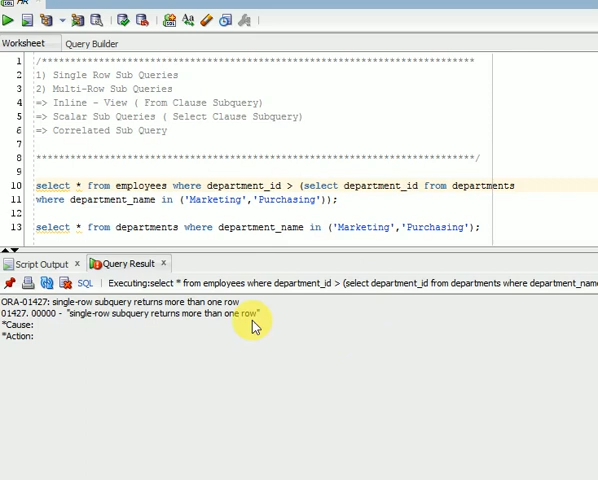 HR
SQL
Worksheet Query Builder
1 /****************************************************************************
2 1) Single Row Sub Queries
3 2) Multi-Row Sub Queries
4 => Inline - View ( From Clause Subquery)
5 => Scalar Sub Queries ( Select Clause Subquery)
6 => Correlated Sub Query
7
8 ****************************************************************************/
9
10 select * from employees where department_id > (select department_id from departments
11 where department_name in ('Marketing','Purchasing'));
12
13 select * from departments where department_name in ('Marketing','Purchasing');
Script Output x Query Result x
SQL | Executing:select * from employees where department_id > (select department_id from departments where department_name
ORA-01427: single-row subquery returns more than one row
01427. 00000 - "single-row subquery returns more than one row"
*Cause:
*Action: